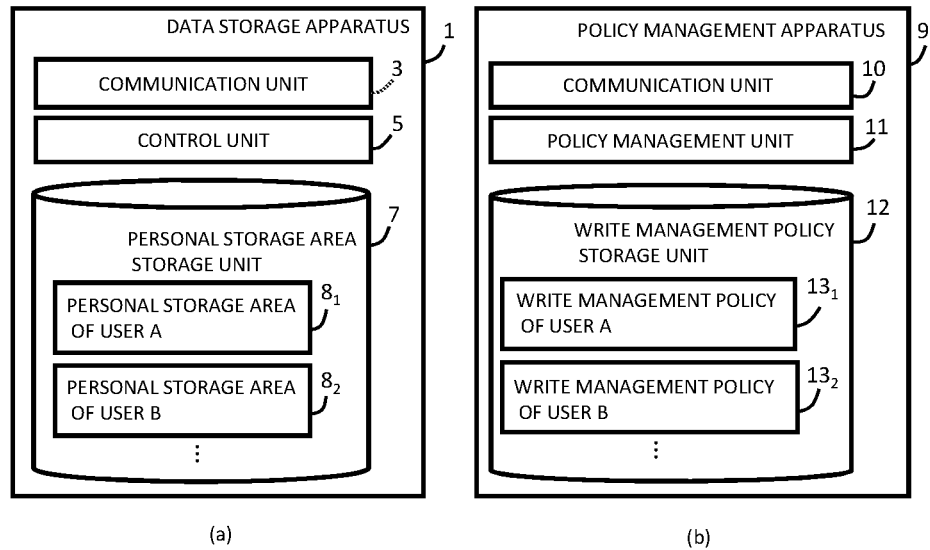 DATA STORAGE APPARATUS 1
COMMUNICATION UNIT 3
CONTROL UNIT 5
7
PERSONAL STORAGE AREA
STORAGE UNIT
PERSONAL STORAGE AREA 8₁
OF USER A
PERSONAL STORAGE AREA 8₂
OF USER B
⋮
(a)
POLICY MANAGEMENT APPARATUS 9
COMMUNICATION UNIT 10
POLICY MANAGEMENT UNIT 11
12
WRITE MANAGEMENT POLICY
STORAGE UNIT
WRITE MANAGEMENT POLICY 13₁
OF USER A
WRITE MANAGEMENT POLICY 13₂
OF USER B
⋮
(b)